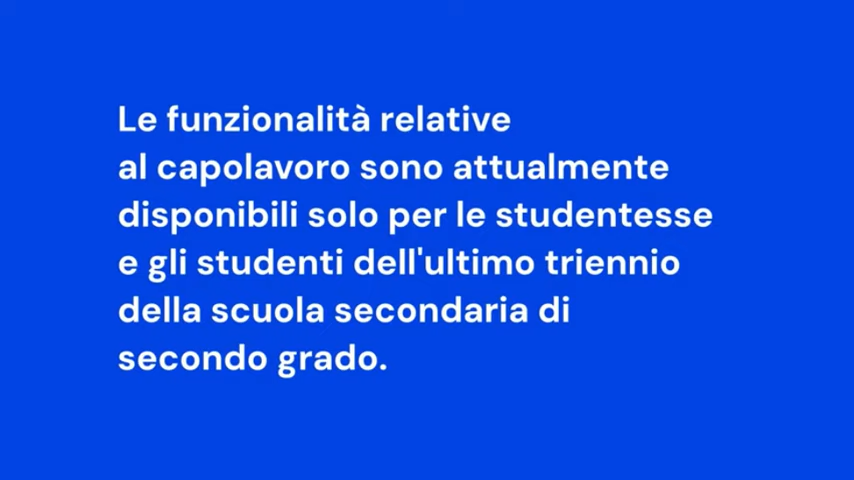 Le funzionalità relative
al capolavoro sono attualmente
disponibili solo per le studentesse
e gli studenti dell'ultimo triennio
della scuola secondaria di
secondo grado.